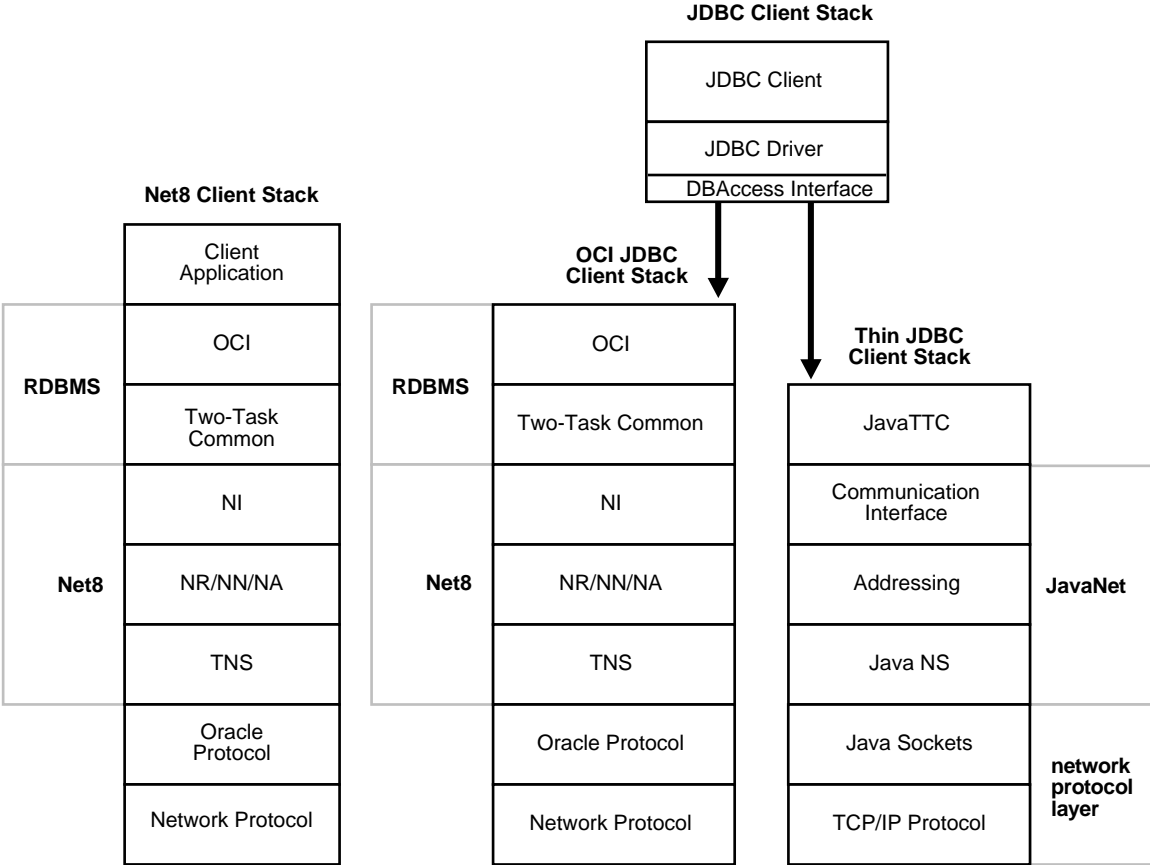 JDBC Client Stack
JDBC Client
JDBC Driver
DBAccess Interface
Net8 Client Stack
Client
Application
RDBMS
OCI
Two-Task
Common
Net8
NI
NR/NN/NA
TNS
Oracle
Protocol
Network Protocol
OCI JDBC
Client Stack
RDBMS
OCI
Two-Task Common
Net8
NI
NR/NN/NA
TNS
Oracle Protocol
Network Protocol
Thin JDBC
Client Stack
JavaTTC
Communication
Interface
Addressing
Java NS
JavaNet
Java Sockets
TCP/IP Protocol
network
protocol
layer